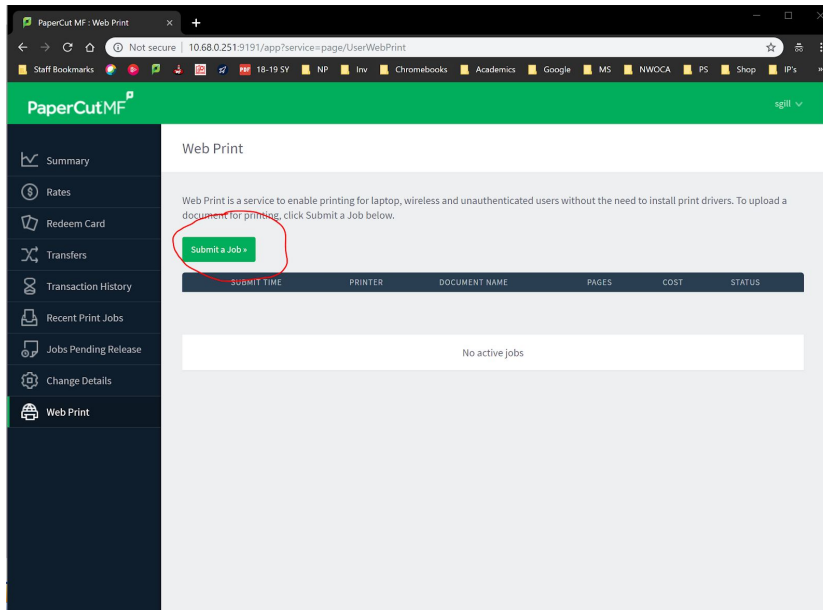 PaperCut MF : Web Print
Not secure | 10.68.0.251:9191/app?service=page/UserWebPrint
Staff Bookmarks PDF 18-19 SY NP Inv Chromebooks Academics Google MS NWOCA PS Shop IP's »
PaperCutMF
sgill
Summary
Rates
Redeem Card
Transfers
Transaction History
Recent Print Jobs
Jobs Pending Release
Change Details
Web Print
Web Print
Web Print is a service to enable printing for laptop, wireless and unauthenticated users without the need to install print drivers. To upload a
document for printing, click Submit a Job below.
Submit a Job »
SUBMIT TIME PRINTER DOCUMENT NAME PAGES COST STATUS
No active jobs